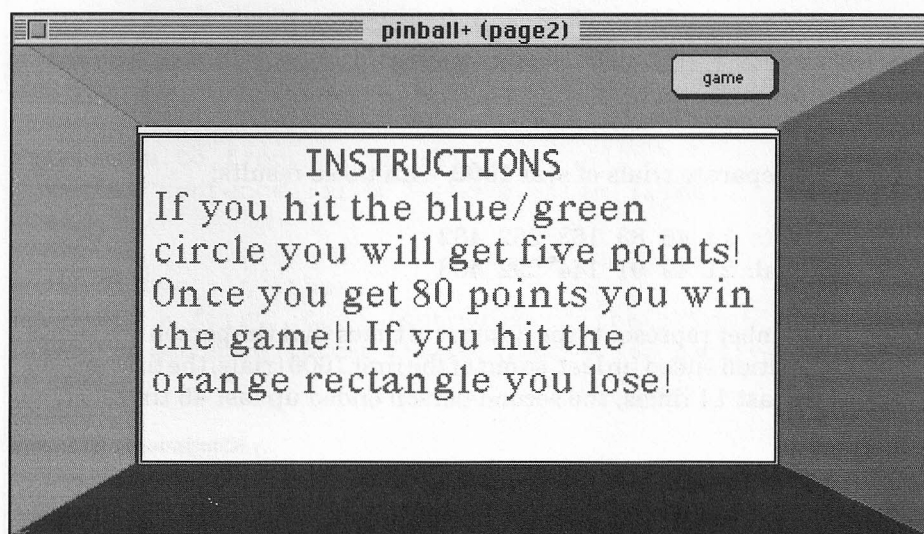 pinball+ (page2)
game
INSTRUCTIONS
If you hit the blue/green
circle you will get five points!
Once you get 80 points you win
the game!! If you hit the
orange rectangle you lose!